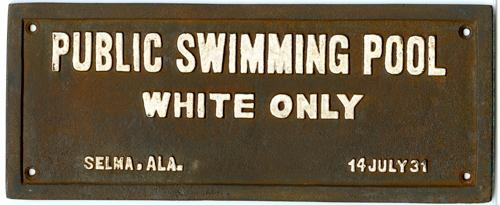 PUBLIC SWIMMING POOL
WHITE ONLY
SELMA, ALA. 14 JULY 31